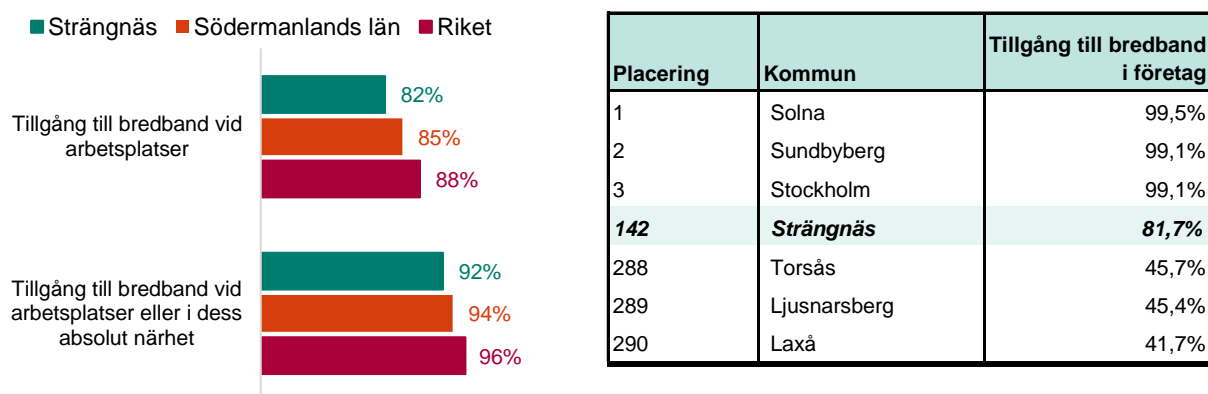 Strängnäs Södermanlands län Riket
Tillgång till bredband vid
arbetsplatser
82%
85%
88%
Tillgång till bredband vid
arbetsplatser eller i dess
absolut närhet
92%
94%
96%
Placering Kommun Tillgång till bredband
i företag
1 Solna 99,5%
2 Sundbyberg 99,1%
3 Stockholm 99,1%
142 Strängnäs 81,7%
288 Torsås 45,7%
289 Ljusnarsberg 45,4%
290 Laxå 41,7%